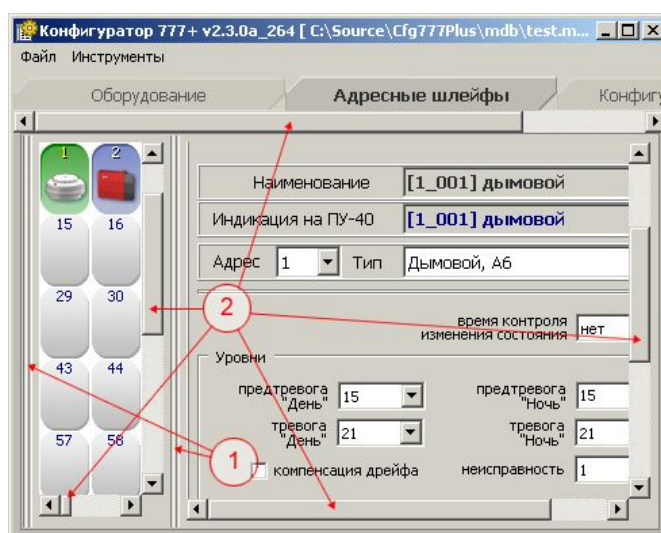 Конфигуратор 777+ v2.3.0a_264 [ C:\Source\Cfg777Plus\mdb\test.m...
Файл Инструменты
Оборудование Адресные шлейфы Конфигу
1 2
Наименование [1_001] дымовой
15 16
Индикация на ПУ-40 [1_001] дымовой
Адрес 1 Тип Дымовой, А6
29 30
2
время контроля
изменения состояния нет
Уровни
43 44
предтревога "День" 15 предтревога "Ночь" 15
57 58
тревога "День" 21 тревога "Ночь" 21
1
компенсация дрейфа неисправность 1